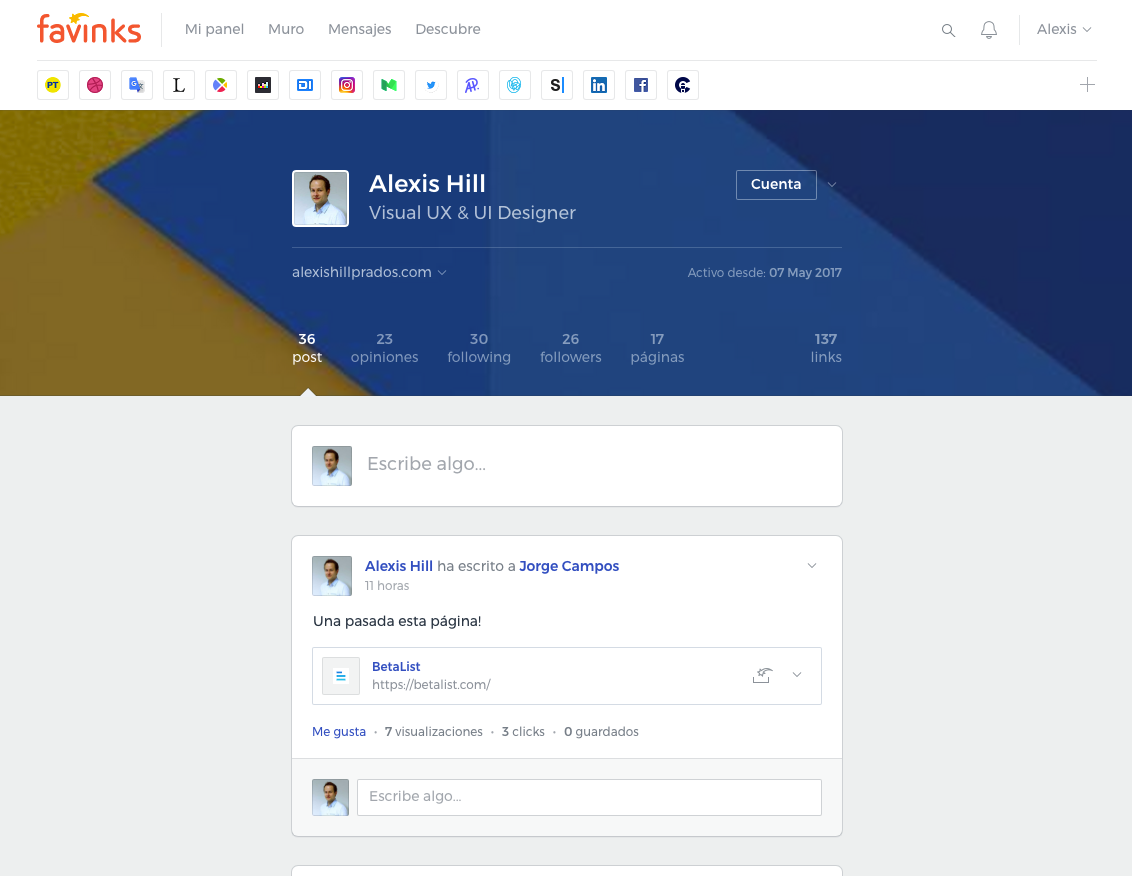 favinks
Mi panel
Muro
Mensajes
Descubre
Alexis
PT
L
DI
S|
in
f
Alexis Hill
Visual UX & UI Designer
Cuenta
alexishillprados.com
Activo desde: 07 May 2017
36
post
23
opiniones
30
following
26
followers
17
páginas
137
links
Escribe algo...
Alexis Hill ha escrito a Jorge Campos
11 horas
Una pasada esta página!
BetaList
https://betalist.com/
Me gusta · 7 visualizaciones · 3 clicks · 0 guardados
Escribe algo...